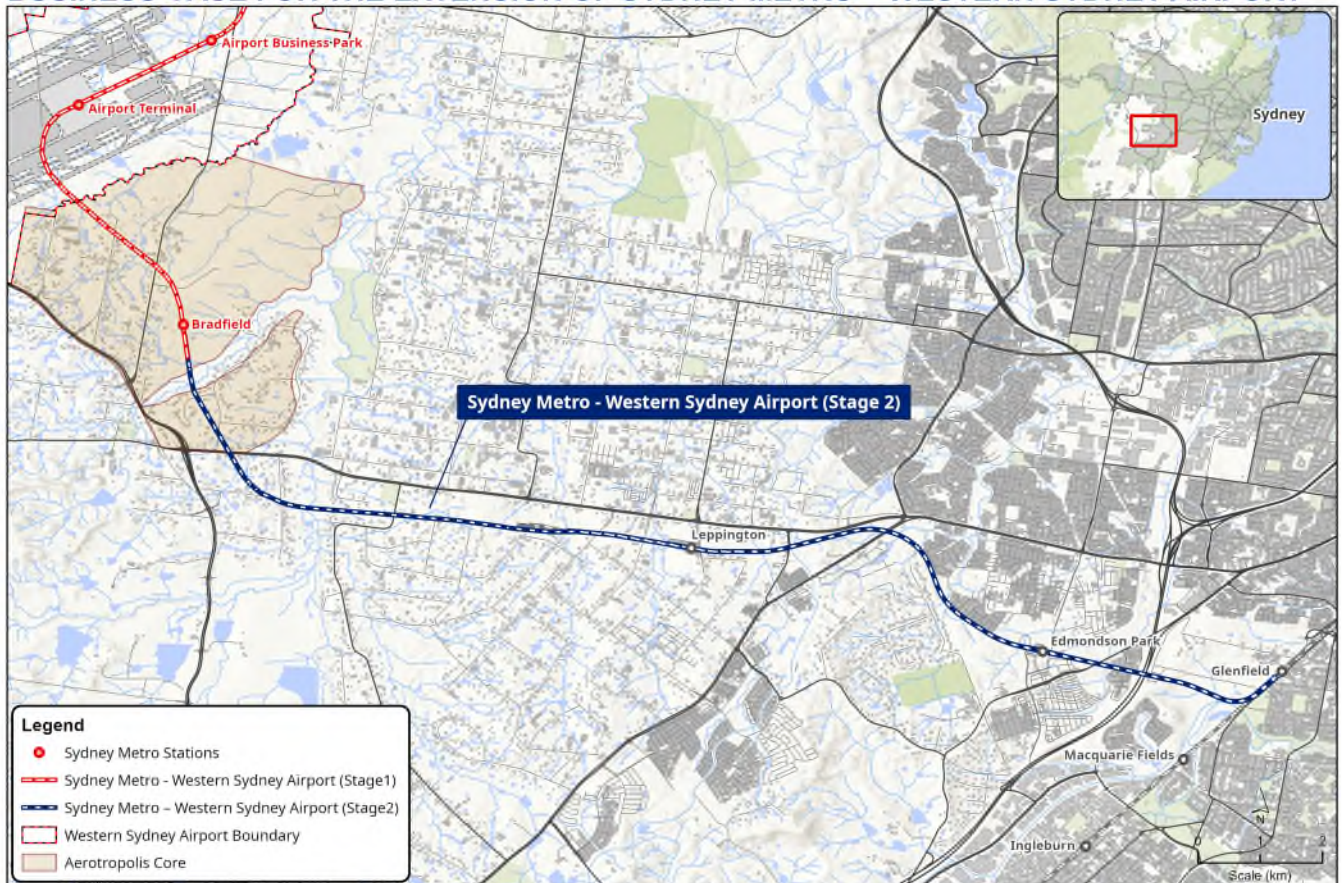 Airport Business Park
Airport Terminal
Sydney
Bradfield
Sydney Metro - Western Sydney Airport (Stage 2)
Leppington
Edmondson Park
Glenfield
Macquarie Fields
Ingleburn
Legend
Sydney Metro Stations
Sydney Metro - Western Sydney Airport (Stage1)
Sydney Metro – Western Sydney Airport (Stage2)
Western Sydney Airport Boundary
Aerotropolis Core
N
0 1 2
Scale (km)